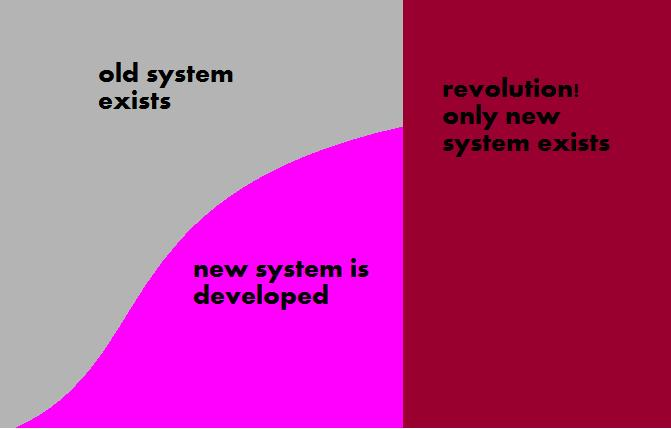 old system
exists
revolution!
only new
system exists
new system is
developed